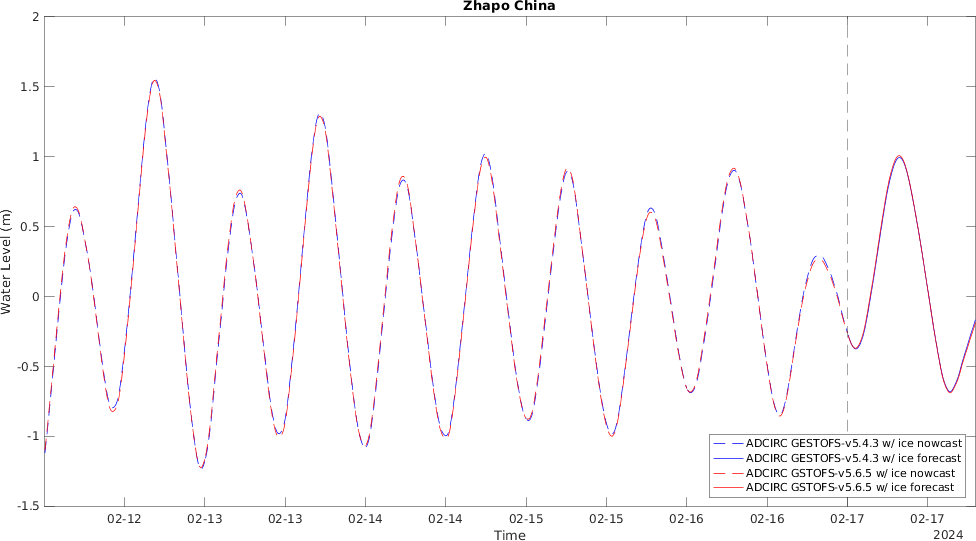 Zhapo China
2
1.5
1
0.5
0
-0.5
-1
-1.5
Water Level (m)
02-12 02-13 02-13 02-14 02-14 02-15 02-15 02-16 02-16 02-17 02-17
Time
2024
ADCIRC GESTOFS-v5.4.3 w/ ice nowcast
ADCIRC GESTOFS-v5.4.3 w/ ice forecast
ADCIRC GSTOFS-v5.6.5 w/ ice nowcast
ADCIRC GSTOFS-v5.6.5 w/ ice forecast